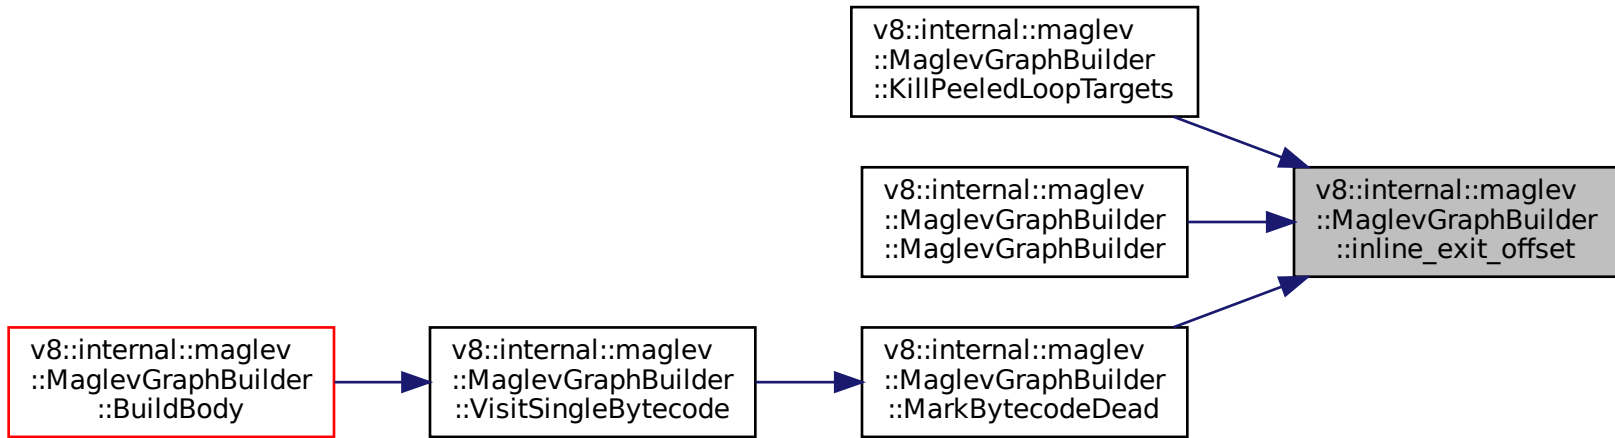 v8::internal::maglev
::MaglevGraphBuilder
::KillPeeledLoopTargets
v8::internal::maglev
::MaglevGraphBuilder
::MaglevGraphBuilder
v8::internal::maglev
::MaglevGraphBuilder
::inline_exit_offset
v8::internal::maglev
::MaglevGraphBuilder
::BuildBody
v8::internal::maglev
::MaglevGraphBuilder
::VisitSingleBytecode
v8::internal::maglev
::MaglevGraphBuilder
::MarkBytecodeDead